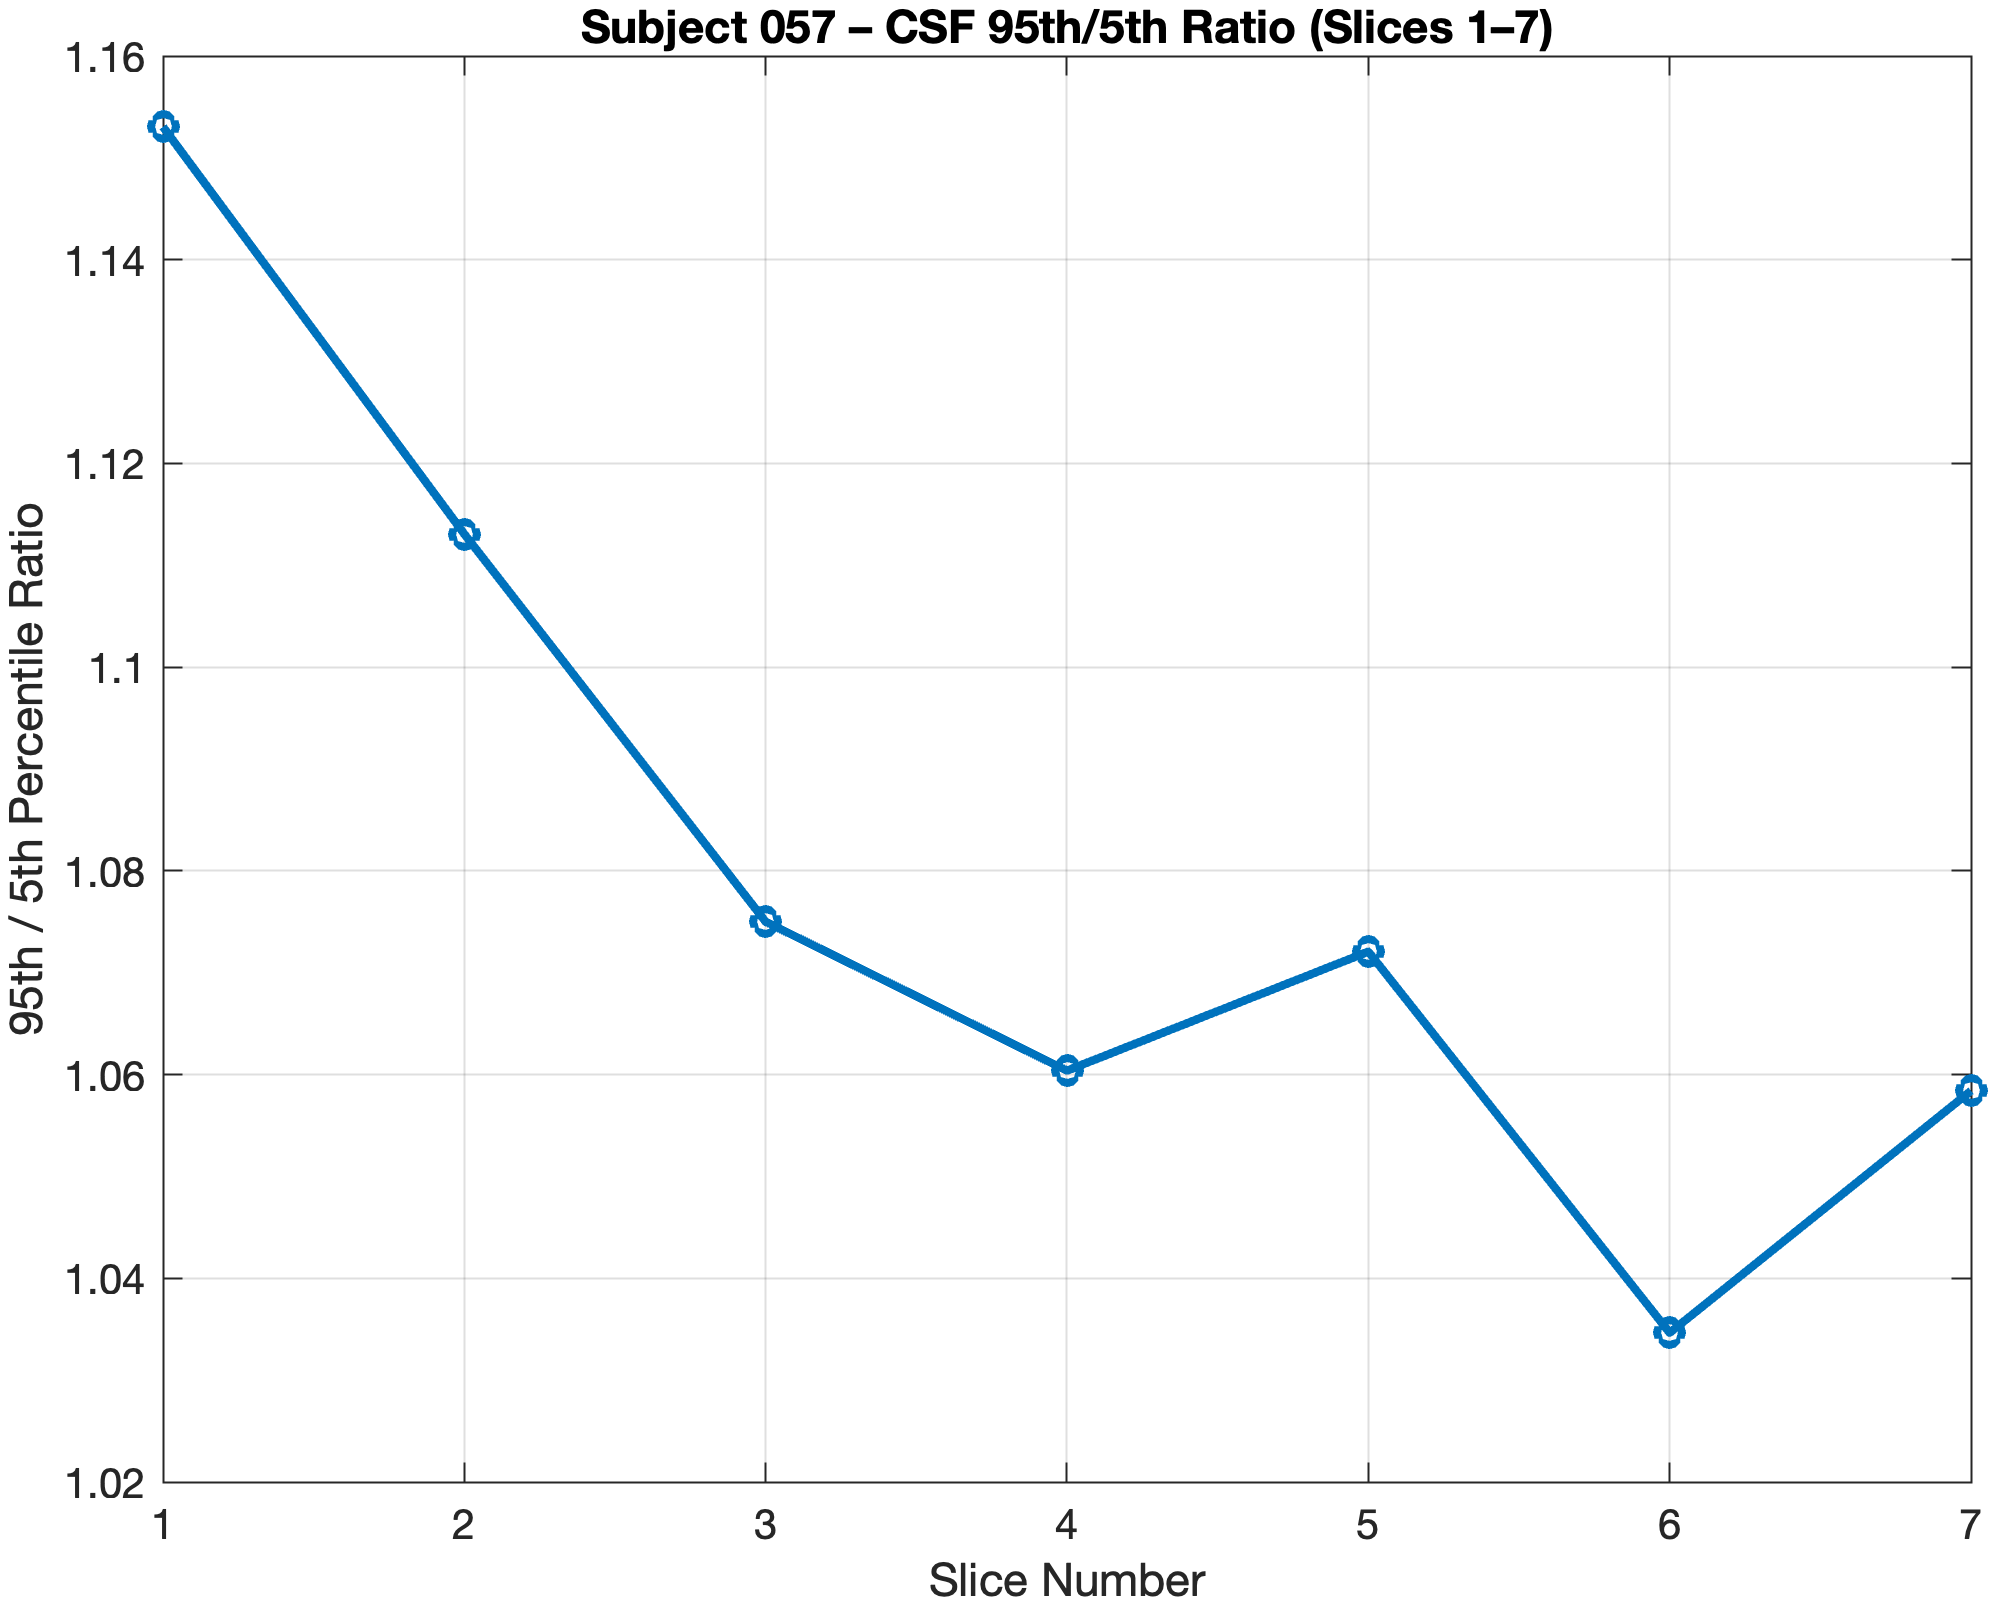 Subject 057 – CSF 95th/5th Ratio (Slices 1–7)
1.16
1.14
1.12
1.1
1.08
1.06
1.04
1.02
95th / 5th Percentile Ratio
1 2 3 4 5 6 7
Slice Number